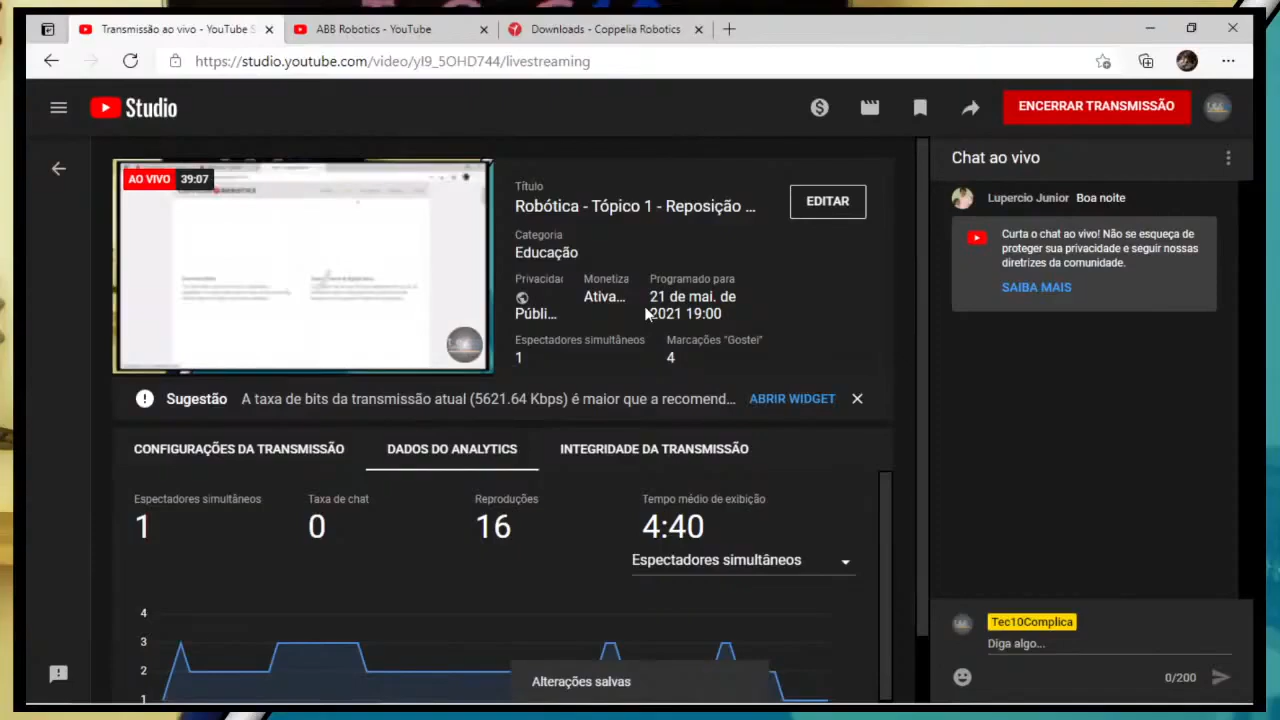 Transmissão ao vivo - YouTube S
ABB Robotics - YouTube
Downloads - Coppelia Robotics
https://studio.youtube.com/video/yI9_5OHD744/livestreaming
Studio
ENCERRAR TRANSMISSÃO
AO VIVO 39:07
Título
Robótica - Tópico 1 - Reposição ...
EDITAR
Categoria
Educação
Privacidad Monetiza Programado para
Públi... Ativa... 21 de mai. de
2021 19:00
Espectadores simultâneos Marcações "Gostei"
1 4
Sugestão A taxa de bits da transmissão atual (5621.64 Kbps) é maior que a recomend... ABRIR WIDGET
CONFIGURAÇÕES DA TRANSMISSÃO DADOS DO ANALYTICS INTEGRIDADE DA TRANSMISSÃO
Espectadores simultâneos Taxa de chat Reproduções Tempo médio de exibição
1 0 16 4:40
Espectadores simultâneos
4
3
2
1
Alterações salvas
Chat ao vivo
Lupercio Junior Boa noite
Curta o chat ao vivo! Não se esqueça de
proteger sua privacidade e seguir nossas
diretrizes da comunidade.
SAIBA MAIS
Tec10Complica
Diga algo...
0/200